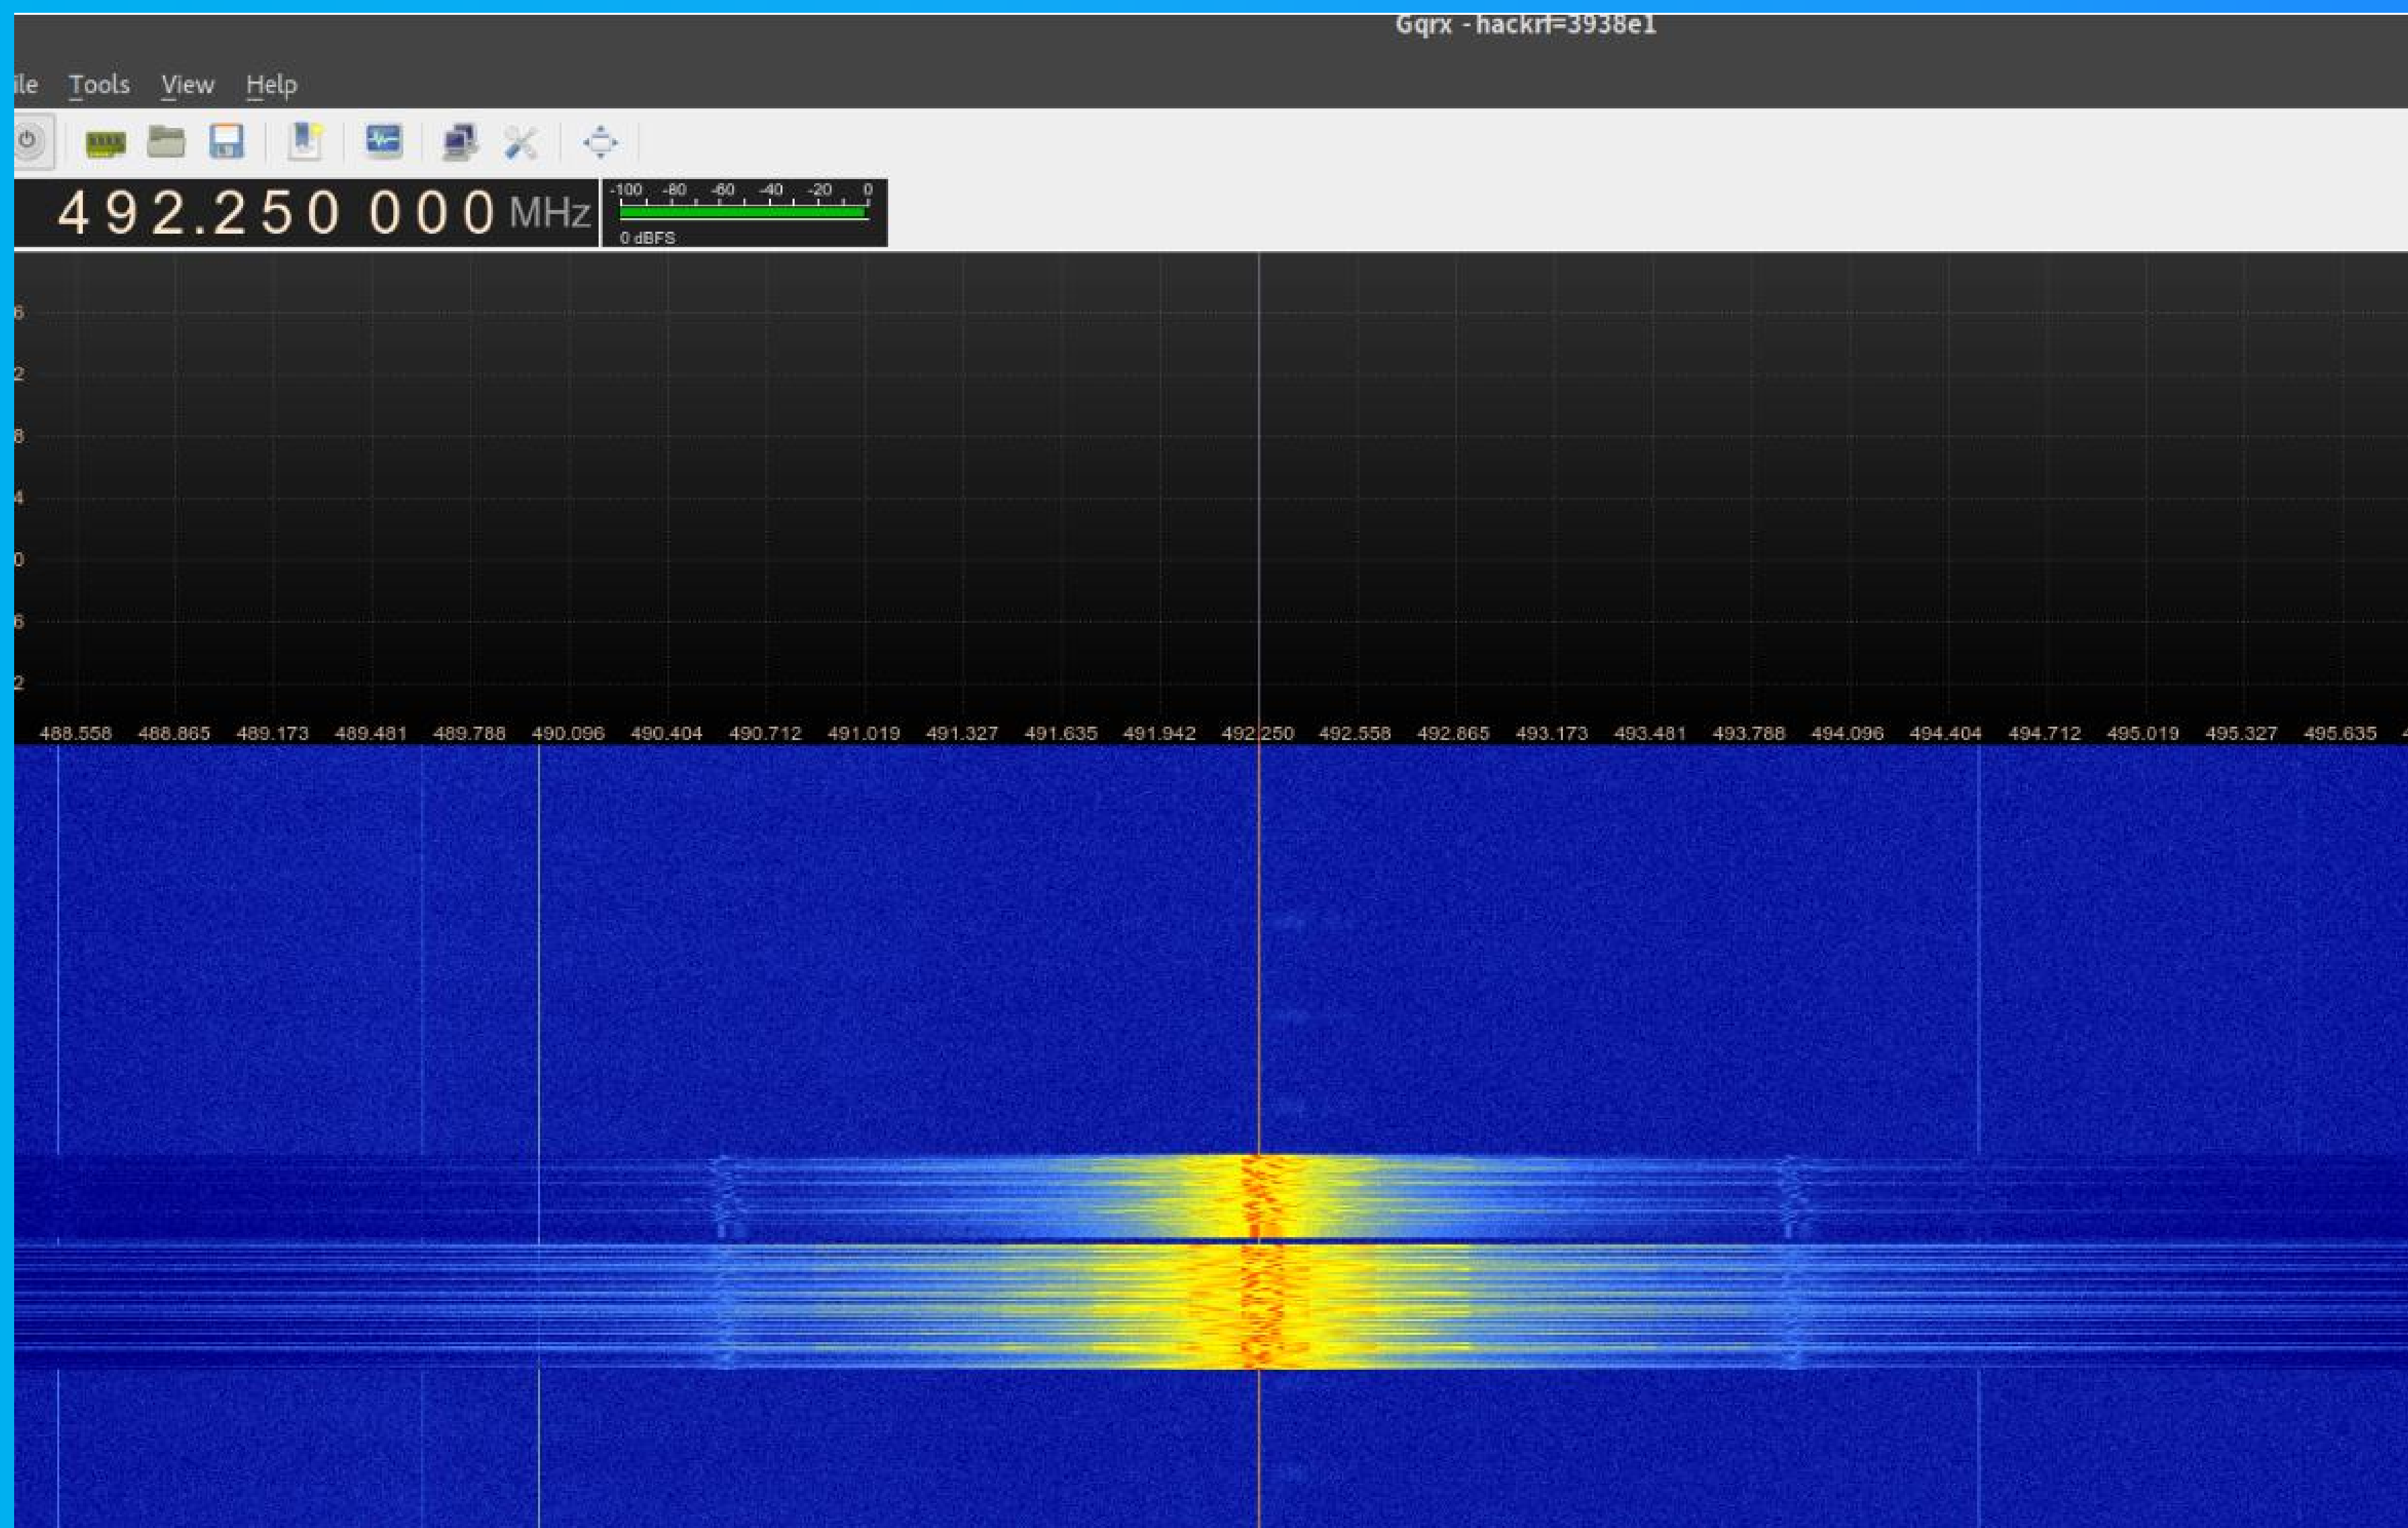 Gqrx - hackrf=3938e1
ile Tools View Help
492.250 000 MHz
-100 -80 -60 -40 -20 0
0 dBFS
6
2
8
4
0
6
2
488.558 488.865 489.173 489.481 489.788 490.096 490.404 490.712 491.019 491.327 491.635 491.942 492.250 492.558 492.865 493.173 493.481 493.788 494.096 494.404 494.712 495.019 495.327 495.635